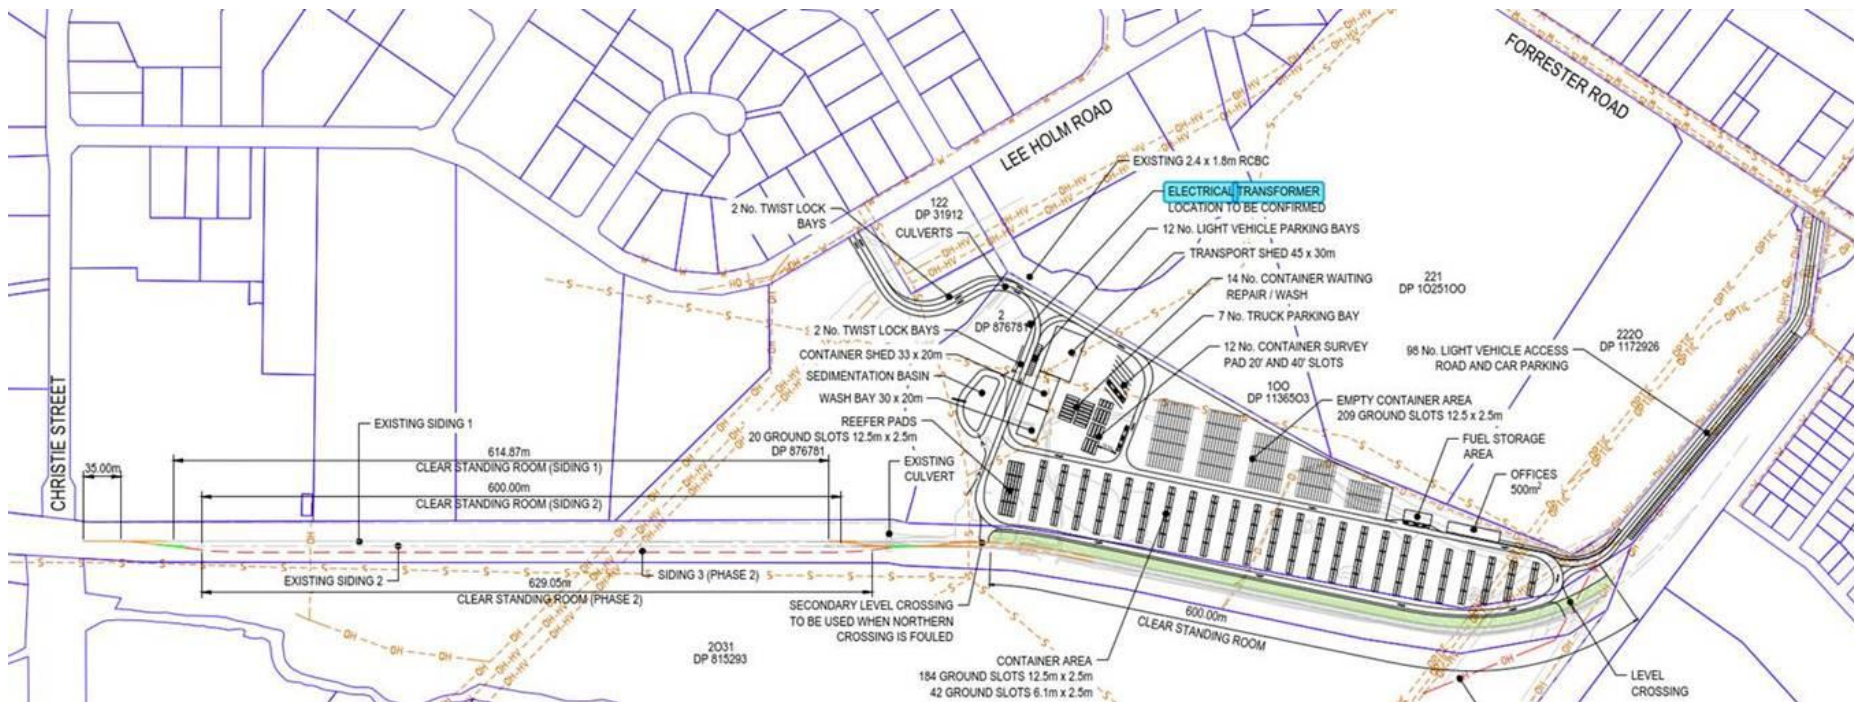 FORRESTER ROAD
LEE HOLM ROAD
CHRISTIE STREET
EXISTING 2.4 x 1.8m RCBC
ELECTRICAL TRANSFORMER
LOCATION TO BE CONFIRMED
12 No. LIGHT VEHICLE PARKING BAYS
TRANSPORT SHED 45 x 30m
14 No. CONTAINER WAITING
REPAIR / WASH
7 No. TRUCK PARKING BAY
12 No. CONTAINER SURVEY
PAD 20' AND 40' SLOTS
2 No. TWIST LOCK
BAYS
122
DP 31912
CULVERTS
221
DP 1025100
2
DP 876781
2220
DP 1172926
98 No. LIGHT VEHICLE ACCESS
ROAD AND CAR PARKING
2 No. TWIST LOCK BAYS
CONTAINER SHED 33 x 20m
SEDIMENTATION BASIN
WASH BAY 30 x 20m
REEFER PADS
20 GROUND SLOTS 12.5m x 2.5m
DP 876781
100
DP 1136503
EMPTY CONTAINER AREA
209 GROUND SLOTS 12.5 x 2.5m
FUEL STORAGE
AREA
OFFICES
500m²
EXISTING SIDING 1
614.87m
CLEAR STANDING ROOM (SIDING 1)
35.00m
600.00m
CLEAR STANDING ROOM (SIDING 2)
EXISTING
CULVERT
EXISTING SIDING 2
SIDING 3 (PHASE 2)
629.05m
CLEAR STANDING ROOM (PHASE 2)
SECONDARY LEVEL CROSSING
TO BE USED WHEN NORTHERN
CROSSING IS FOULED
600.00m
CLEAR STANDING ROOM
2031
DP 815293
CONTAINER AREA
184 GROUND SLOTS 12.5m x 2.5m
42 GROUND SLOTS 6.1m x 2.5m
LEVEL
CROSSING